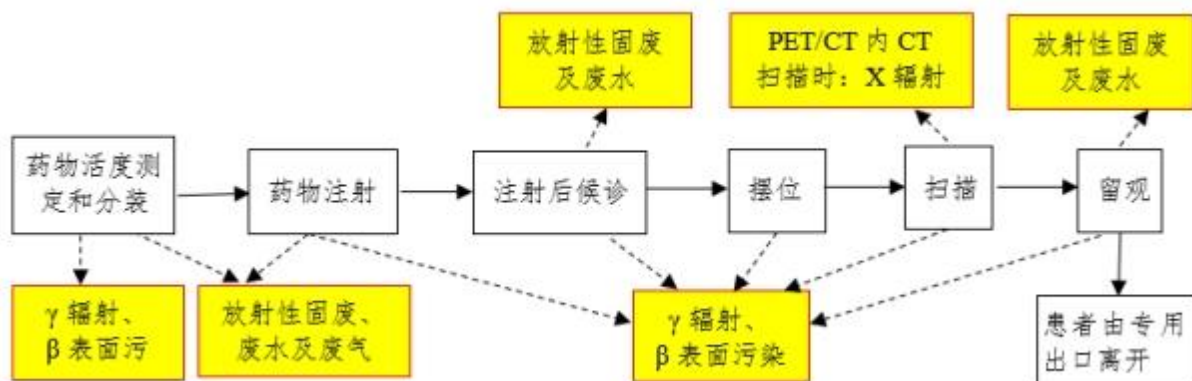 放射性固废
及废水
PET/CT 内 CT
扫描时：X 辐射
放射性固废
及废水
药物活度测
定和分装
药物注射
注射后候诊
摆位
扫描
留观
γ 辐射、
β 表面污
放射性固废、
废水及废气
γ 辐射、
β 表面污染
患者由专用
出口离开